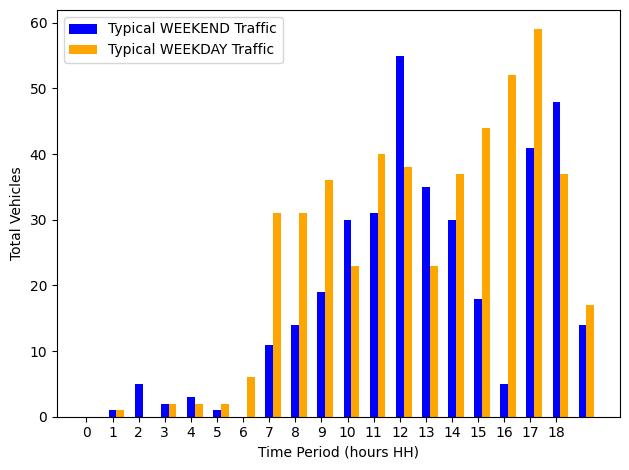 Typical WEEKEND Traffic
Typical WEEKDAY Traffic
60
50
40
30
20
10
0
Total Vehicles
0 1 2 3 4 5 6 7 8 9 10 11 12 13 14 15 16 17 18
Time Period (hours HH)